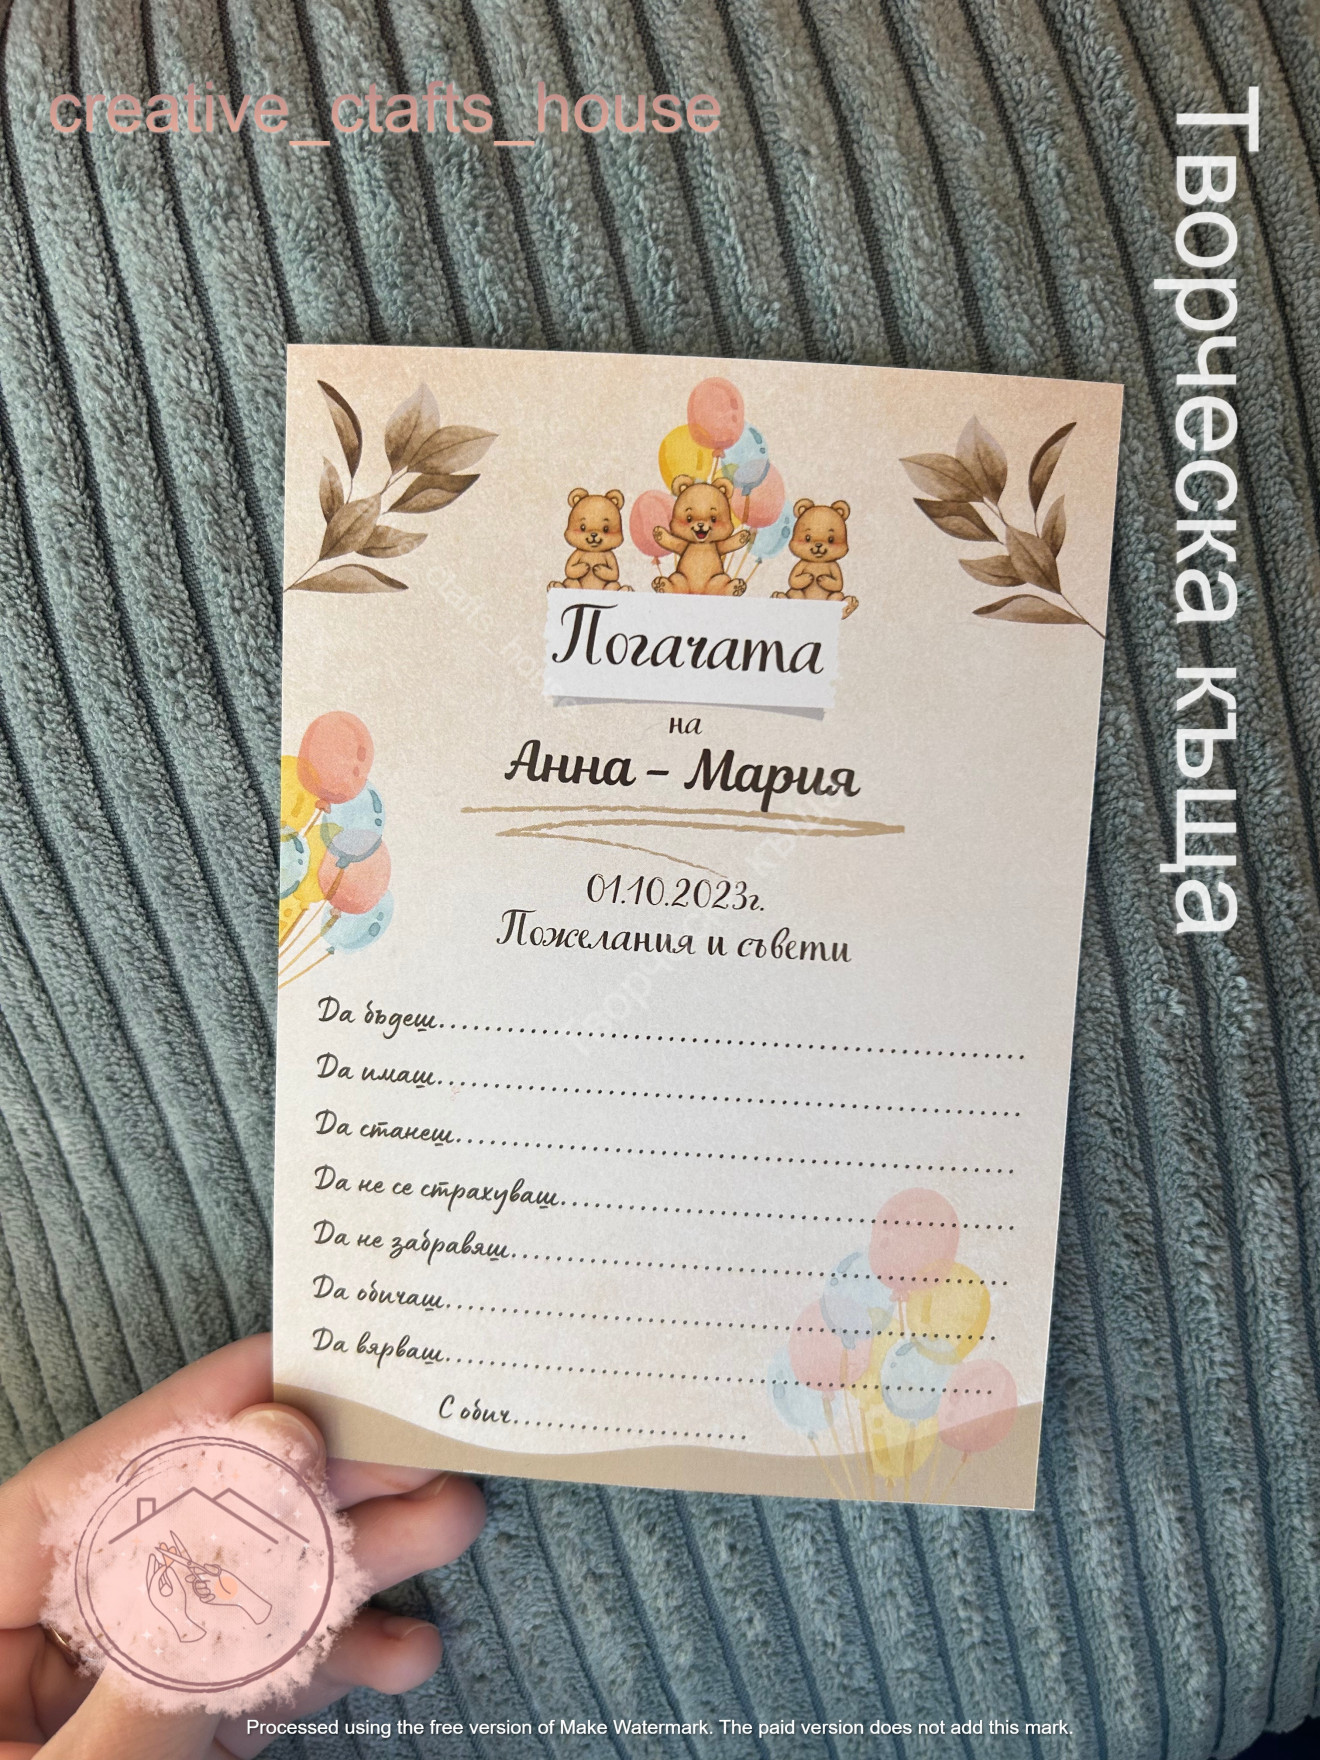 creative_ctafts_house
Творческа къща
Погачата
на
Анна - Мария
01.10.2023г.
Пожелания и съвети
Да бъдеш.....................................................
Да имаш.....................................................
Да станеш..................................................
Да не се страхуваш........................................
Да не забравяш............................................
Да обичаш.................................................
Да вярваш.................................................
С обич.....................
Processed using the free version of Make Watermark. The paid version does not add this mark.